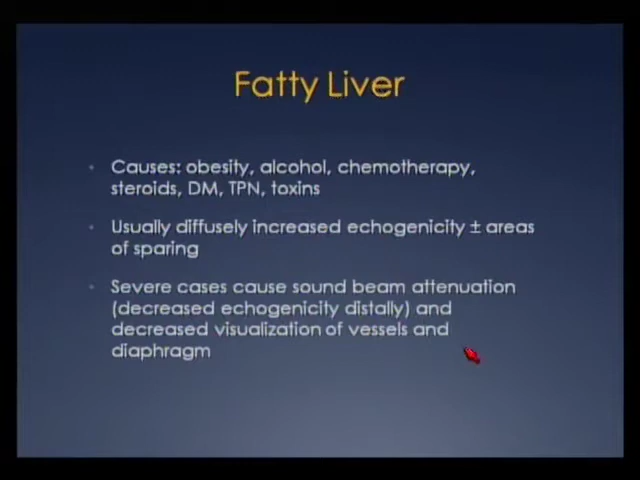 Fatty Liver
• Causes: obesity, alcohol, chemotherapy,
steroids, DM, TPN, toxins
• Usually diffusely increased echogenicity ± areas
of sparing
• Severe cases cause sound beam attenuation
(decreased echogenicity distally) and
decreased visualization of vessels and
diaphragm